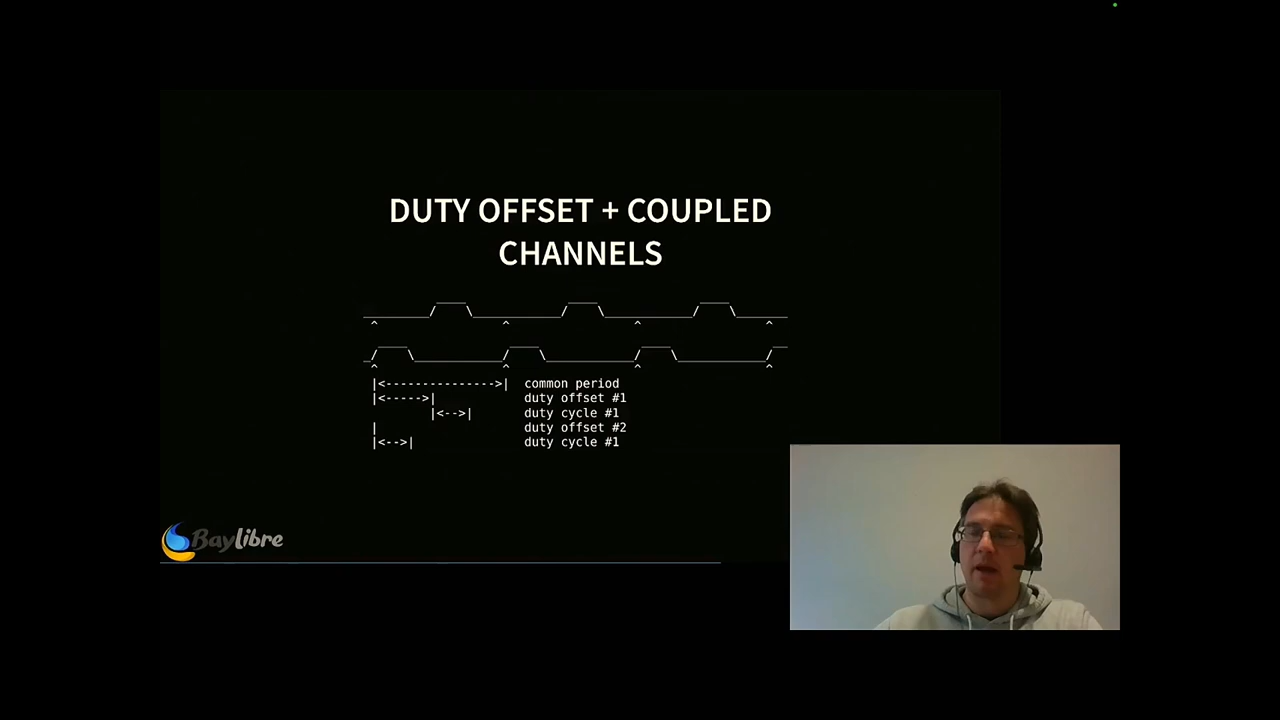 DUTY OFFSET + COUPLED
CHANNELS
|<--------------->| common period
|<----->| duty offset #1
|<-->| duty cycle #1
| duty offset #2
|<-->| duty cycle #1
Baylibre